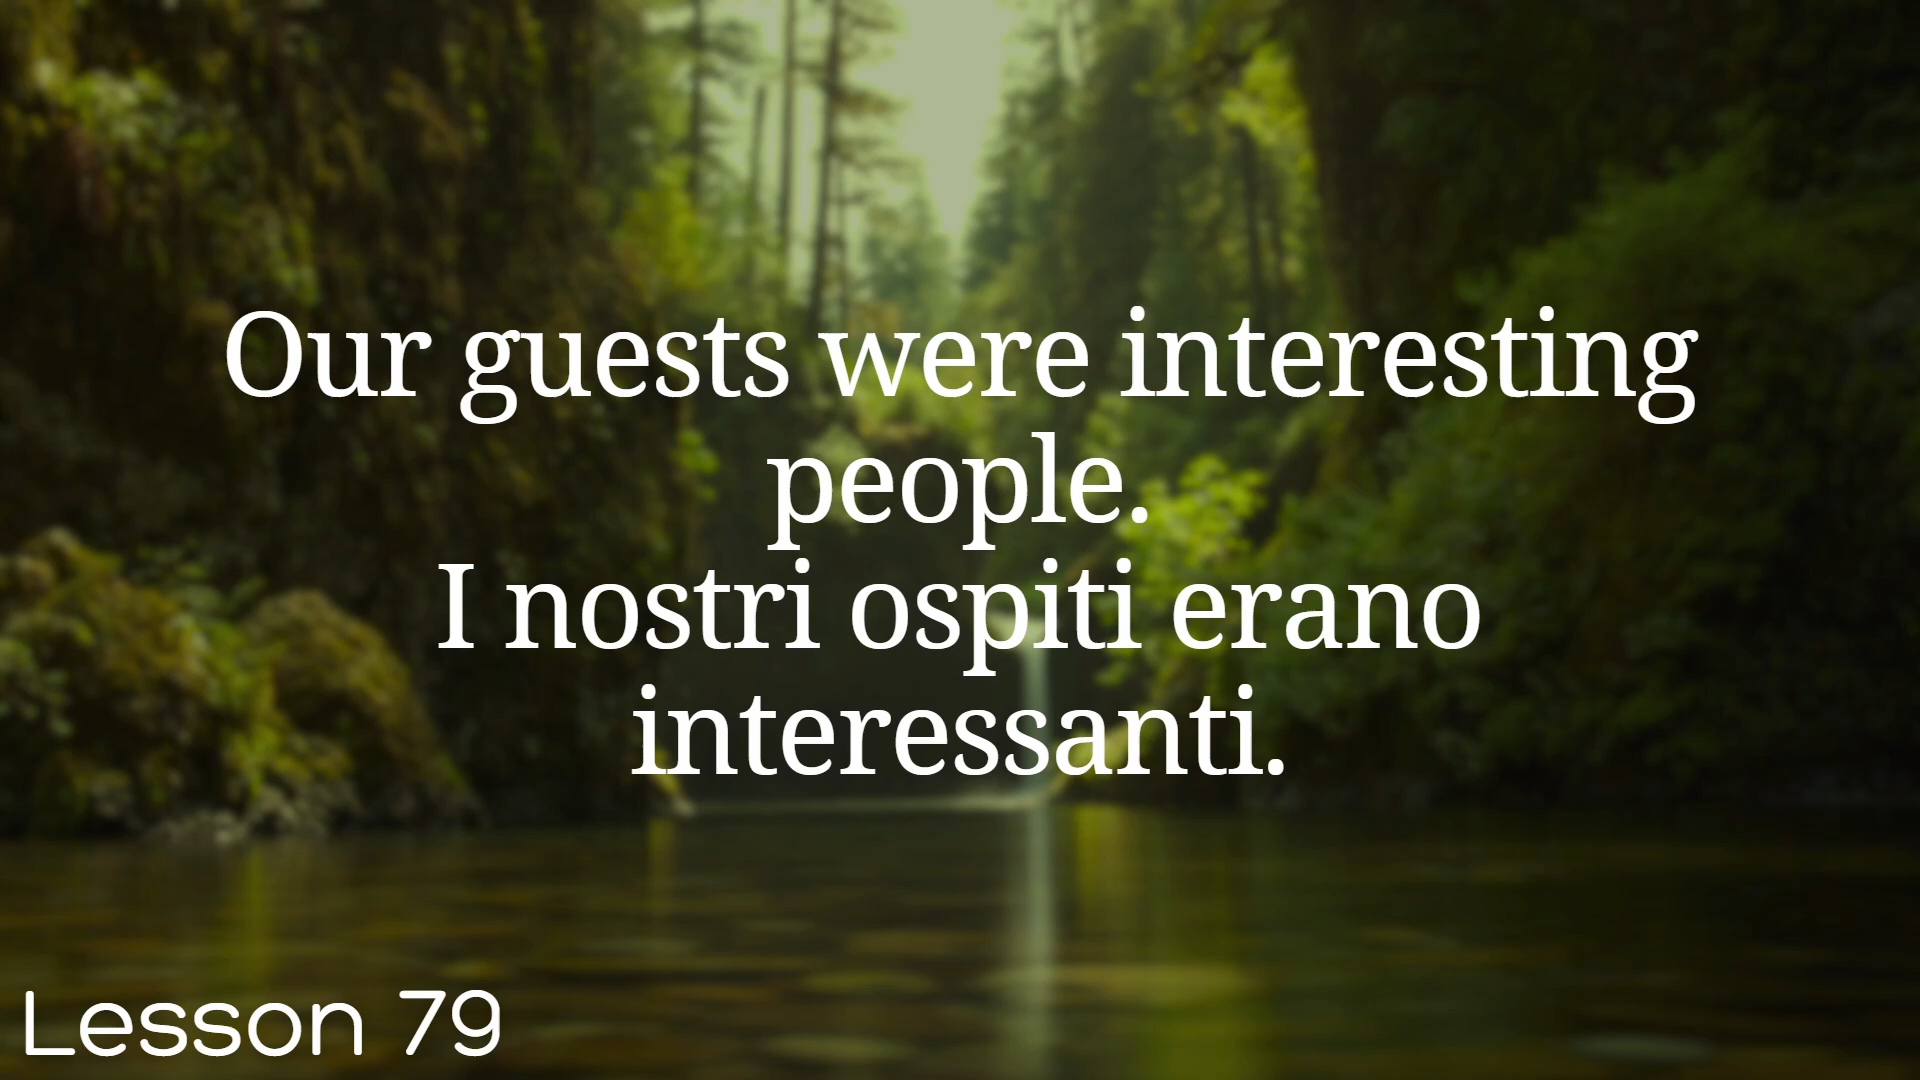 Our guests were interesting
people.
I nostri ospiti erano
interessanti.
Lesson 79